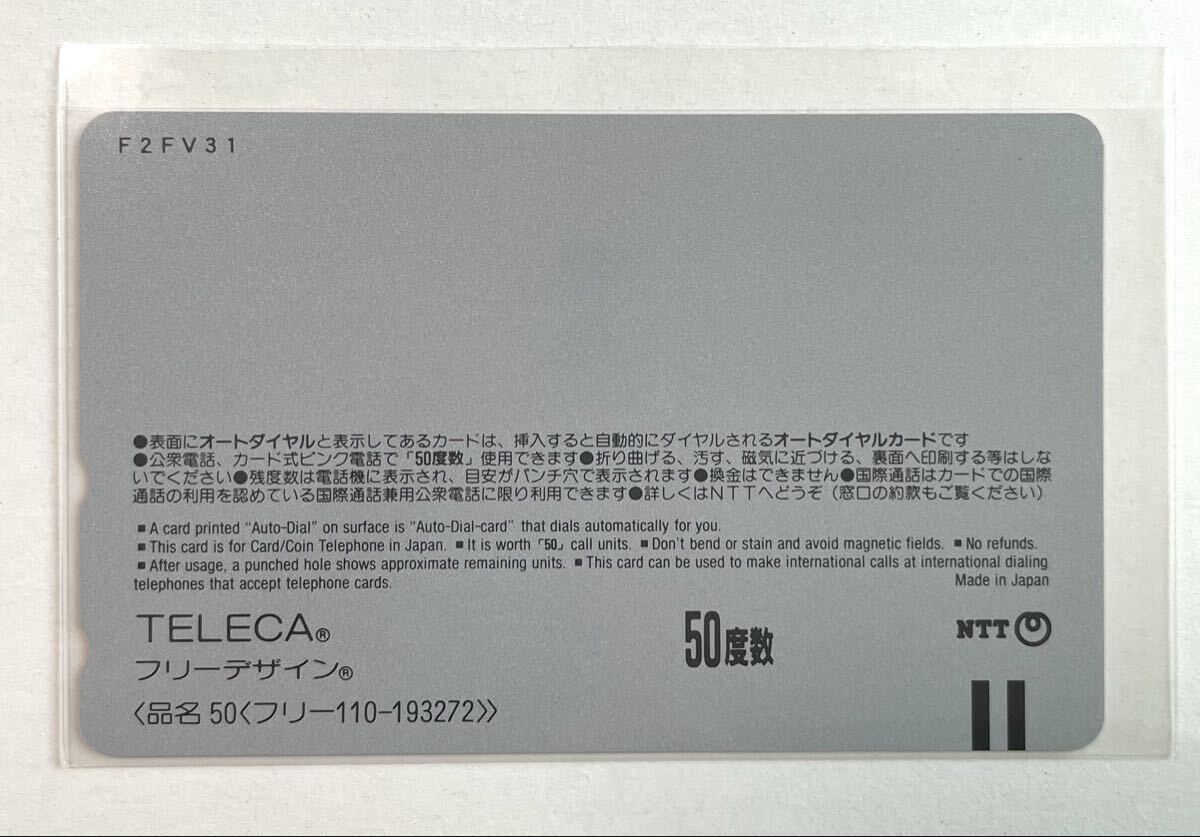 F2FV31
●表面にオートダイヤルと表示してあるカードは、挿入すると自動的にダイヤルされるオートダイヤルカードです
●公衆電話、カード式ピンク電話で「50度数」使用できます●折り曲げる、汚す、磁気に近づける、裏面へ印刷する等はしな
いでください●残度数は電話機に表示され、目安がパンチ穴で表示されます●換金はできません●国際通話はカードでの国際
通話の利用を認めている国際通話兼用公衆電話に限り利用できます●詳しくはNTTへどうぞ(窓口の約款もご覧ください)
■A card printed "Auto-Dial" on surface is "Auto-Dial-card" that dials automatically for you.
■This card is for Card/Coin Telephone in Japan. ■It is worth「50」call units. ■Don't bend or stain and avoid magnetic fields. ■No refunds.
■After usage, a punched hole shows approximate remaining units. ■This card can be used to make international calls at international dialing
telephones that accept telephone cards. Made in Japan
TELECA®
50度数
NTT
フリーデザイン®
〈品名 50〈フリー110-193272〉〉